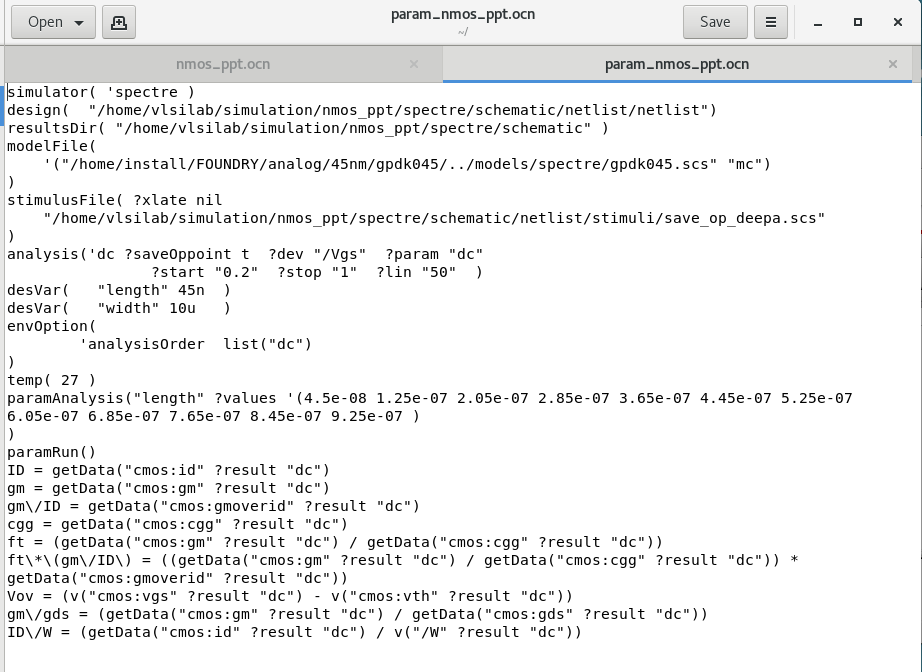 Open
param_nmos_ppt.ocn
~/
Save
nmos_ppt.ocn
param_nmos_ppt.ocn
simulator( 'spectre )
design(  "/home/vlsilab/simulation/nmos_ppt/spectre/schematic/netlist/netlist")
resultsDir( "/home/vlsilab/simulation/nmos_ppt/spectre/schematic" )
modelFile(
    '("/home/install/FOUNDRY/analog/45nm/gpdk045/../models/spectre/gpdk045.scs" "mc")
)
stimulusFile( ?xlate nil
    "/home/vlsilab/simulation/nmos_ppt/spectre/schematic/netlist/stimuli/save_op_deepa.scs"
)
analysis('dc ?saveOppoint t  ?dev "/Vgs"  ?param "dc"
                ?start "0.2"  ?stop "1"  ?lin "50"  )
desVar(   "length" 45n  )
desVar(   "width" 10u   )
envOption(
        'analysisOrder  list("dc")
)
temp( 27 )
paramAnalysis("length" ?values '(4.5e-08 1.25e-07 2.05e-07 2.85e-07 3.65e-07 4.45e-07 5.25e-07
6.05e-07 6.85e-07 7.65e-07 8.45e-07 9.25e-07 )
)
paramRun()
ID = getData("cmos:id" ?result "dc")
gm = getData("cmos:gm" ?result "dc")
gm\/ID = getData("cmos:gmoverid" ?result "dc")
cgg = getData("cmos:cgg" ?result "dc")
ft = (getData("cmos:gm" ?result "dc") / getData("cmos:cgg" ?result "dc"))
ft\*\(gm\/ID\) = ((getData("cmos:gm" ?result "dc") / getData("cmos:cgg" ?result "dc")) *
getData("cmos:gmoverid" ?result "dc"))
Vov = (v("cmos:vgs" ?result "dc") - v("cmos:vth" ?result "dc"))
gm\/gds = (getData("cmos:gm" ?result "dc") / getData("cmos:gds" ?result "dc"))
ID\/W = (getData("cmos:id" ?result "dc") / v("/W" ?result "dc"))